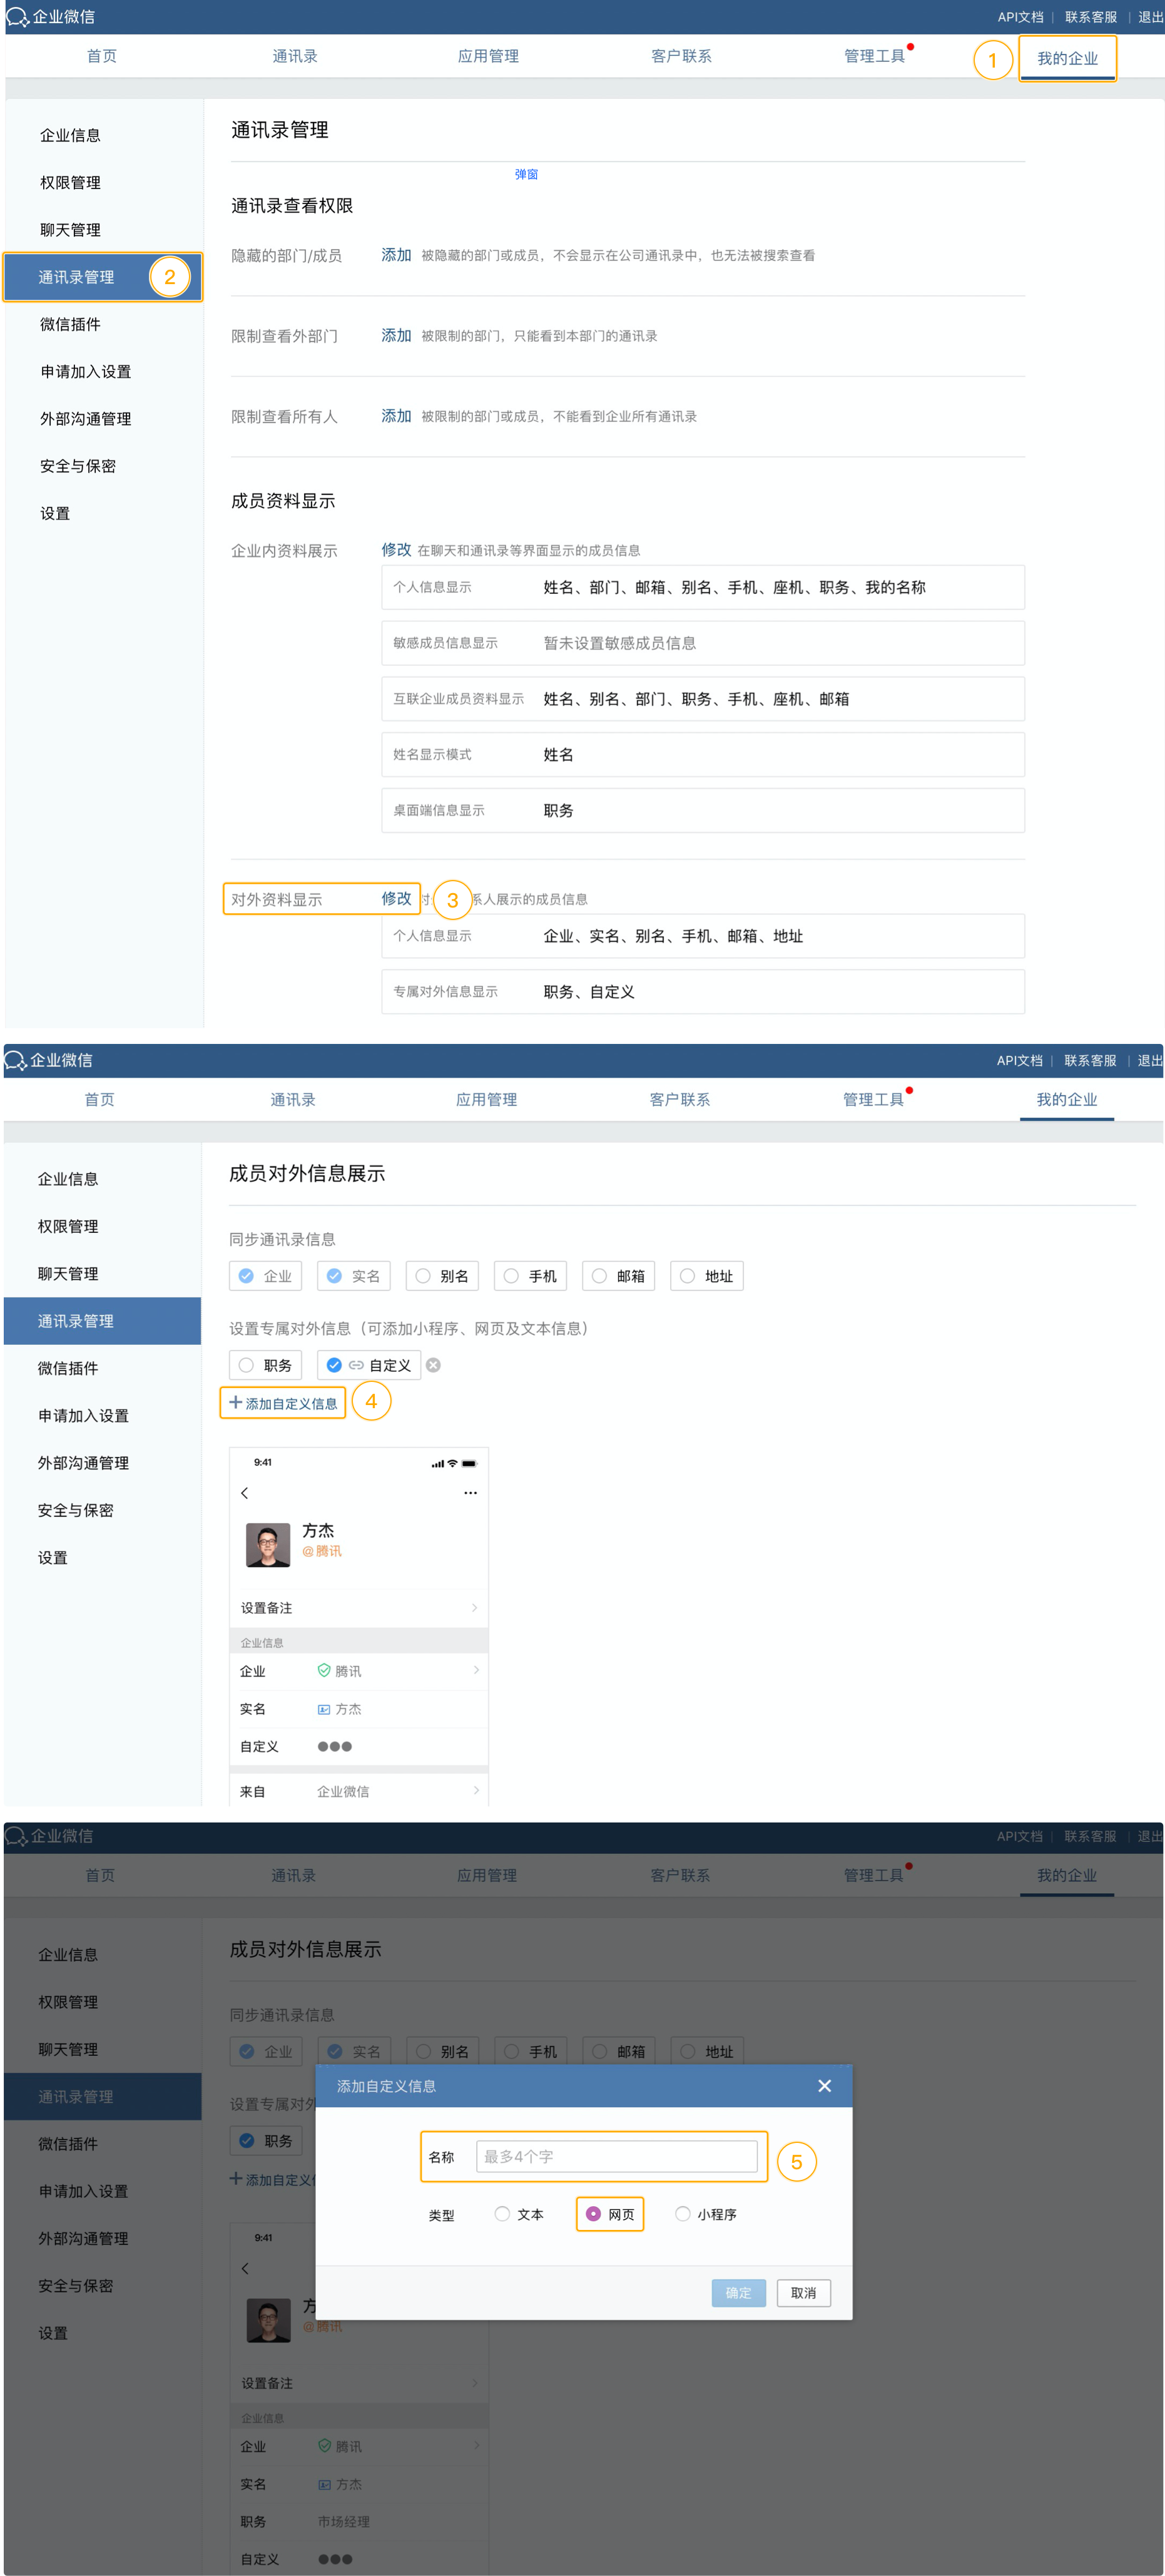 企业微信
API文档 | 联系客服 | 退出
首页 通讯录 应用管理 客户联系 管理工具 1 我的企业
企业信息
权限管理
聊天管理
通讯录管理 2
微信插件
申请加入设置
外部沟通管理
安全与保密
设置
通讯录管理
弹窗
通讯录查看权限
隐藏的部门/成员 添加 被隐藏的部门或成员，不会显示在公司通讯录中，也无法被搜索查看
限制查看外部门 添加 被限制的部门，只能看到本部门的通讯录
限制查看所有人 添加 被限制的部门或成员，不能看到企业所有通讯录
成员资料显示
企业内资料展示 修改 在聊天和通讯录等界面显示的成员信息
个人信息显示 姓名、部门、邮箱、别名、手机、座机、职务、我的名称
敏感成员信息显示 暂未设置敏感成员信息
互联企业成员资料显示 姓名、别名、部门、职务、手机、座机、邮箱
姓名显示模式 姓名
桌面端信息显示 职务
对外资料显示 修改 3 系人展示的成员信息
个人信息显示 企业、实名、别名、手机、邮箱、地址
专属对外信息显示 职务、自定义
企业微信
API文档 | 联系客服 | 退出
首页 通讯录 应用管理 客户联系 管理工具 我的企业
企业信息
权限管理
聊天管理
通讯录管理
微信插件
申请加入设置
外部沟通管理
安全与保密
设置
成员对外信息展示
同步通讯录信息
企业 实名 别名 手机 邮箱 地址
设置专属对外信息（可添加小程序、网页及文本信息）
职务 自定义
+添加自定义信息 4
9:41
方杰
@腾讯
设置备注
企业信息
企业 腾讯
实名 方杰
自定义 ●●●
来自 企业微信
企业微信
API文档 | 联系客服 | 退出
首页 通讯录 应用管理 客户联系 管理工具 我的企业
企业信息
权限管理
聊天管理
通讯录管理
微信插件
申请加入设置
外部沟通管理
安全与保密
设置
成员对外信息展示
同步通讯录信息
企业 实名 别名 手机 邮箱 地址
设置专属对外
职务
+添加自定义
添加自定义信息
名称 最多4个字 5
类型 文本 网页 小程序
确定 取消
9:41
方
@腾讯
设置备注
企业信息
企业 腾讯
实名 方杰
职务 市场经理
自定义 ●●●